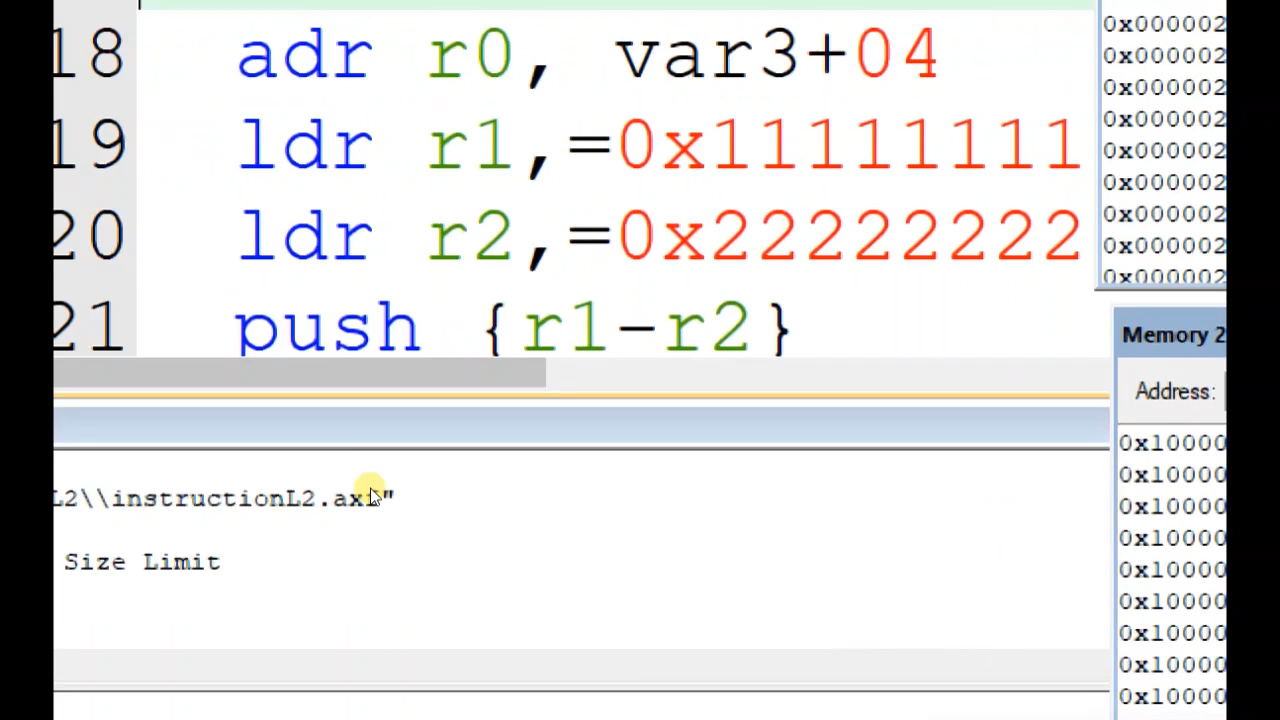 18 adr r0, var3+04
19 ldr r1,=0x11111111
20 ldr r2,=0x22222222
21 push {r1-r2}
0x000002
0x000002
0x000002
0x000002
0x000002
0x000002
0x000002
0x000002
0x000002
L2\\instructionL2.axf"
Size Limit
Memory 2
Address:
0x10000
0x10000
0x10000
0x10000
0x10000
0x10000
0x10000
0x10000
0x10000